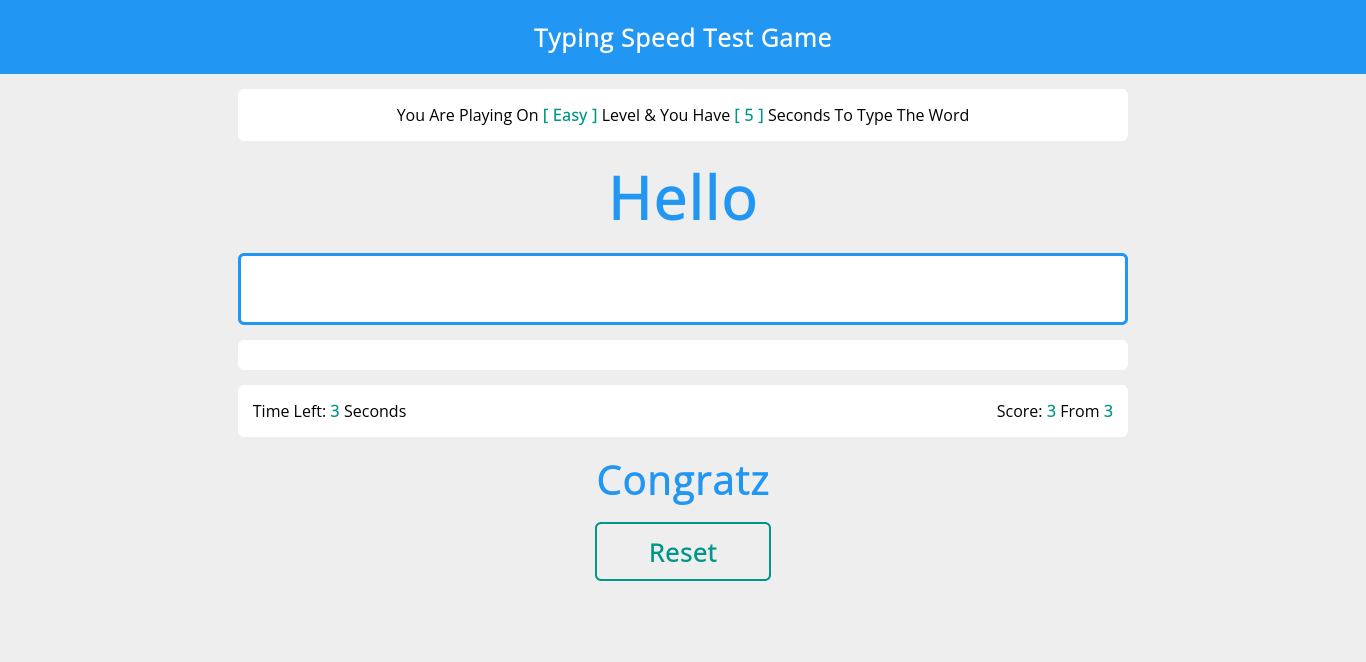 Typing Speed Test Game
You Are Playing On [ Easy ] Level & You Have [ 5 ] Seconds To Type The Word
Hello
Time Left: 3 Seconds
Score: 3 From 3
Congratz
Reset